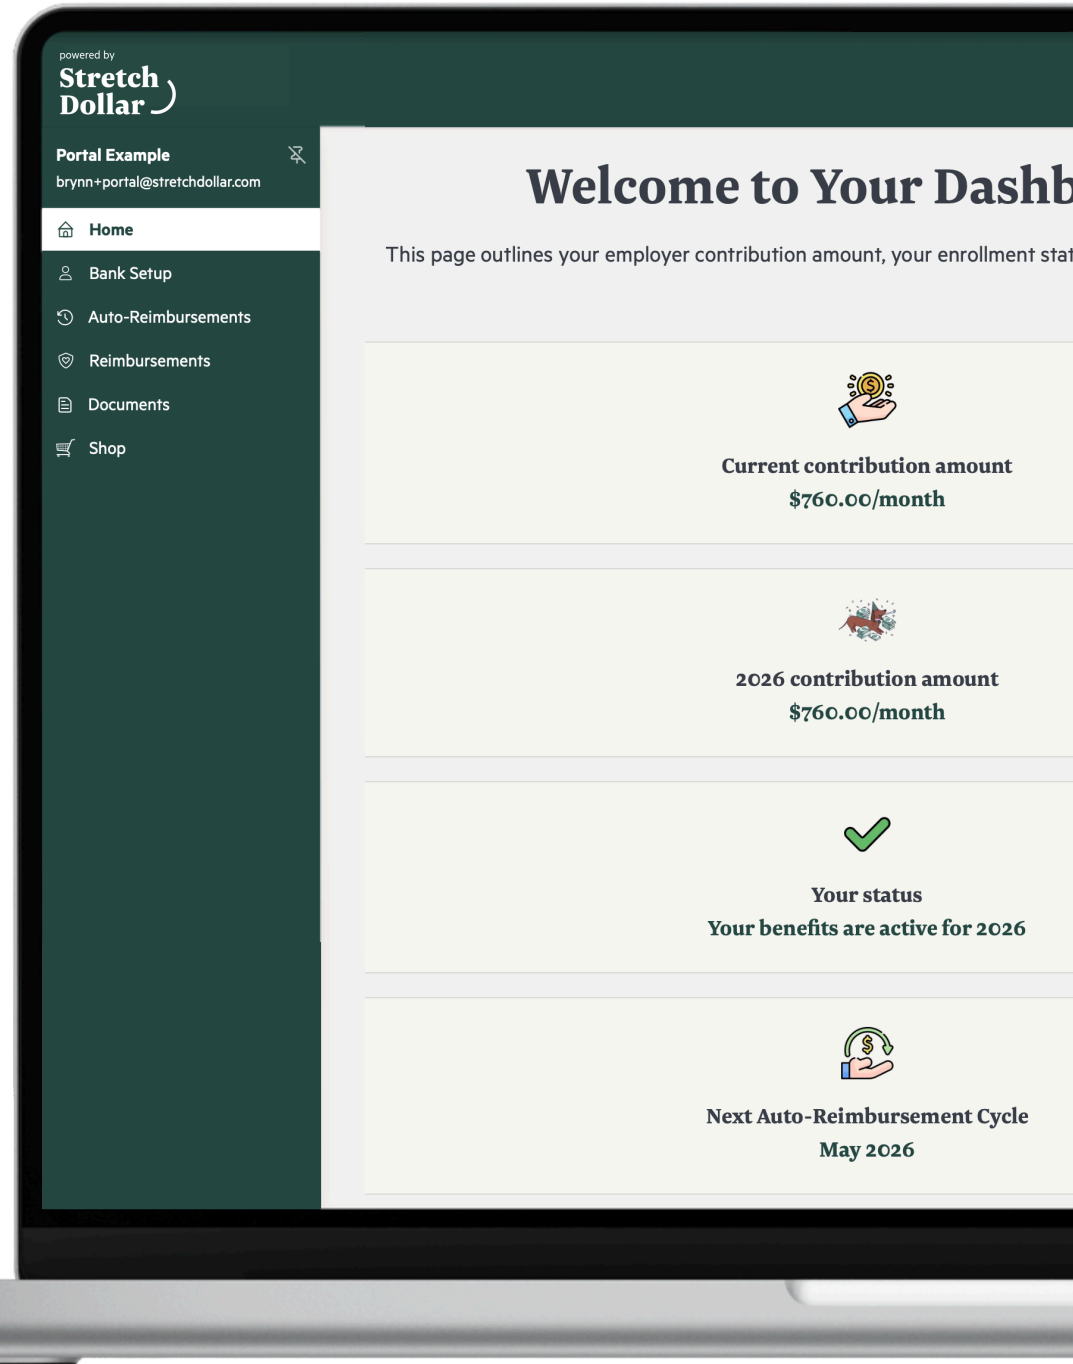 powered by
Stretch
Dollar
Portal Example
brynn+portal@stretchdollar.com
Home
Bank Setup
Auto-Reimbursements
Reimbursements
Documents
Shop
Welcome to Your Dashb
This page outlines your employer contribution amount, your enrollment stat
Current contribution amount
$760.00/month
2026 contribution amount
$760.00/month
Your status
Your benefits are active for 2026
Next Auto-Reimbursement Cycle
May 2026